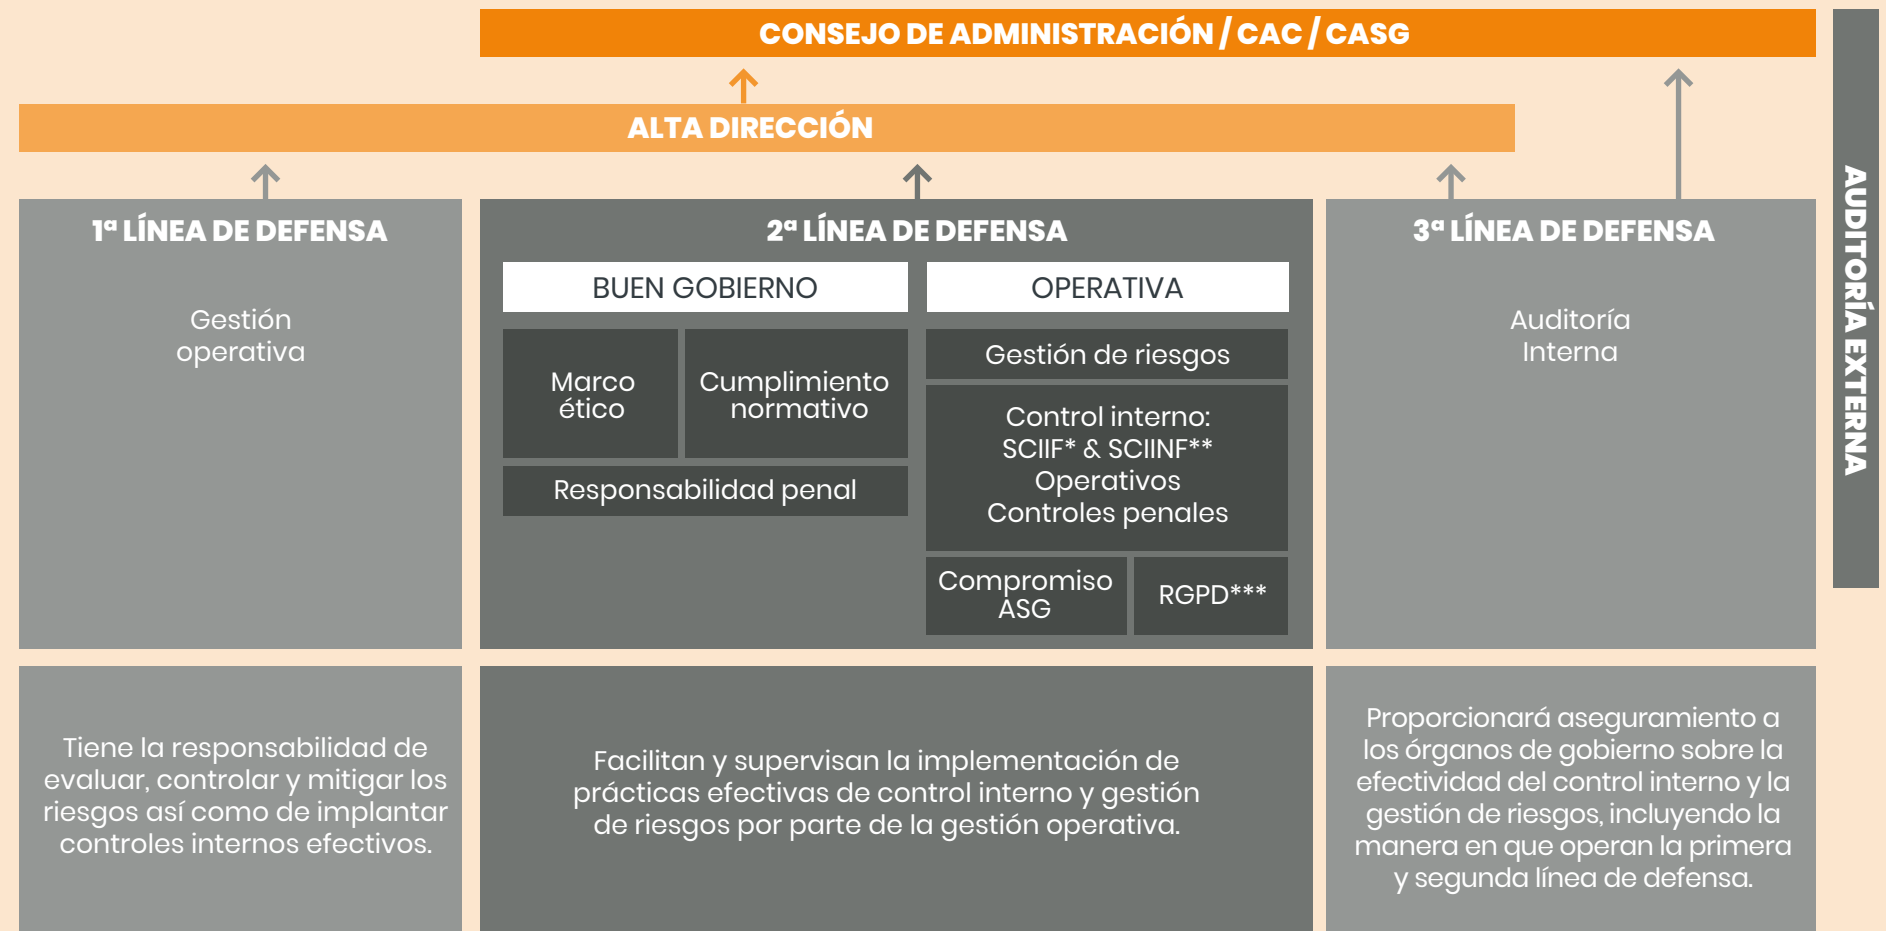 CONSEJO DE ADMINISTRACIÓN / CAC / CASG
ALTA DIRECCIÓN
1ª LÍNEA DE DEFENSA
Gestión
operativa
Tiene la responsabilidad de
evaluar, controlar y mitigar los
riesgos así como de implantar
controles internos efectivos.
2ª LÍNEA DE DEFENSA
BUEN GOBIERNO
Marco
ético
Cumplimiento
normativo
Responsabilidad penal
OPERATIVA
Gestión de riesgos
Control interno:
SCIIF* & SCIINF**
Operativos
Controles penales
Compromiso
ASG
RGPD***
Facilitan y supervisan la implementación de
prácticas efectivas de control interno y gestión
de riesgos por parte de la gestión operativa.
3ª LÍNEA DE DEFENSA
Auditoría
Interna
Proporcionará aseguramiento a
los órganos de gobierno sobre la
efectividad del control interno y la
gestión de riesgos, incluyendo la
manera en que operan la primera
y segunda línea de defensa.
AUDITORÍA EXTERNA